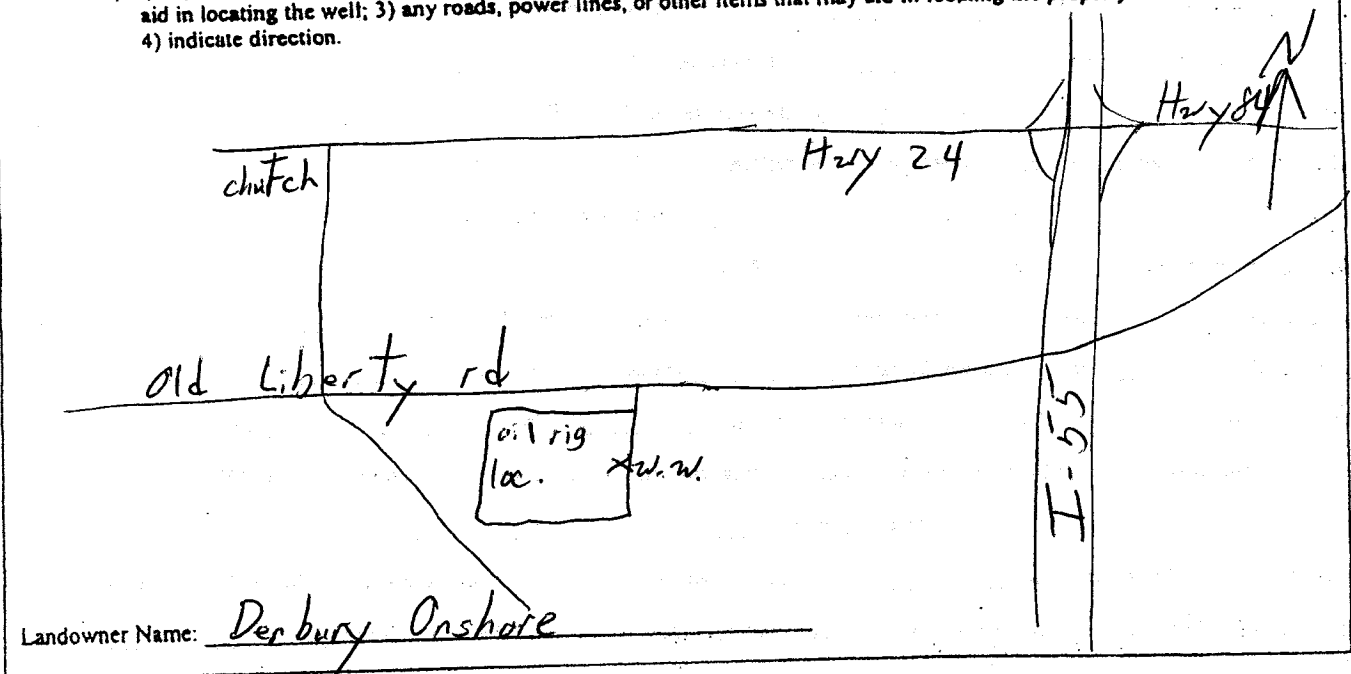 aid in locating the well; 3) any roads, power lines, or other items that may aid in locating the
4) indicate direction.
N
Hwy 84
Hwy 24
church
Old Liberty rd
oil rig
loc.
x w.w.
I-55
Landowner Name: Denbury Onshore